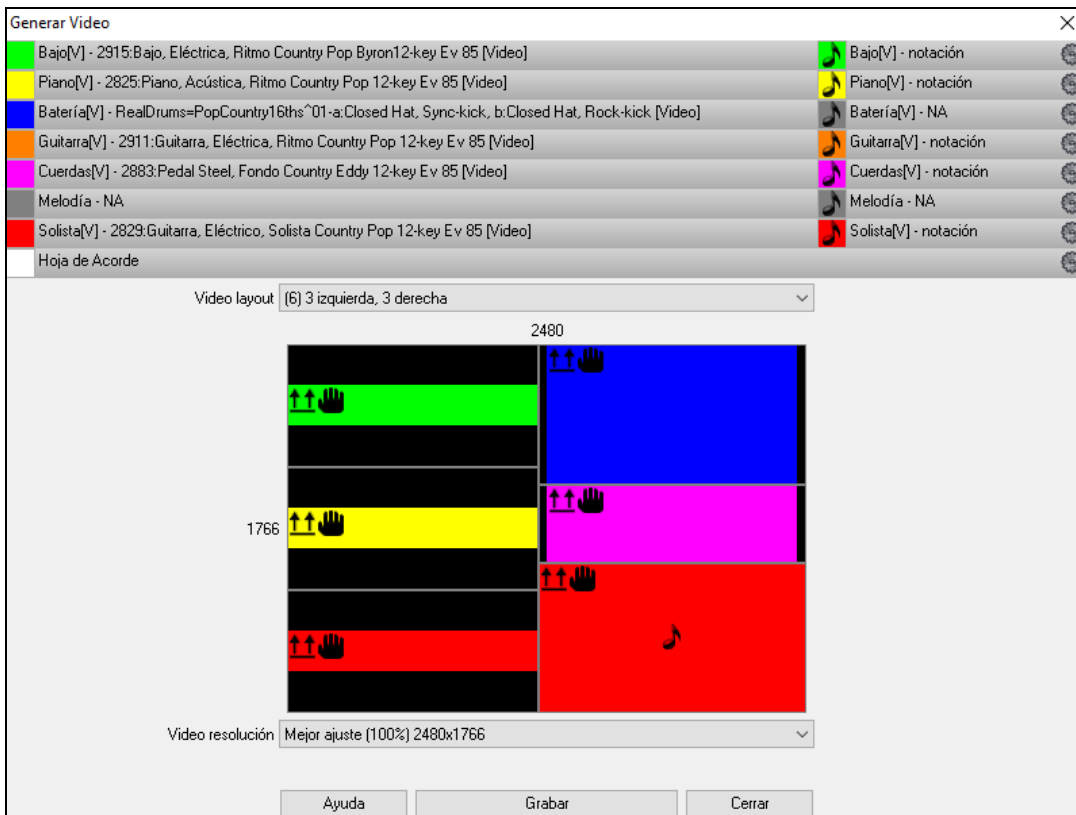 Generar Video
Bajo[V] - 2915:Bajo, Eléctrica, Ritmo Country Pop Byron12-key Ev 85 [Video] Bajo[V] - notación
Piano[V] - 2825:Piano, Acústica, Ritmo Country Pop 12-key Ev 85 [Video] Piano[V] - notación
Batería[V] - RealDrums=PopCountry16ths^01-a:Closed Hat, Sync-kick, b:Closed Hat, Rock-kick [Video] Batería[V] - NA
Guitarra[V] - 2911:Guitarra, Eléctrica, Ritmo Country Pop 12-key Ev 85 [Video] Guitarra[V] - notación
Cuerdas[V] - 2883:Pedal Steel, Fondo Country Eddy 12-key Ev 85 [Video] Cuerdas[V] - notación
Melodía - NA Melodía - NA
Solista[V] - 2829:Guitarra, Eléctrico, Solista Country Pop 12-key Ev 85 [Video] Solista[V] - notación
Hoja de Acorde
Video layout (6) 3 izquierda, 3 derecha
2480
1766
Video resolución Mejor ajuste (100%) 2480x1766
Ayuda Grabar Cerrar